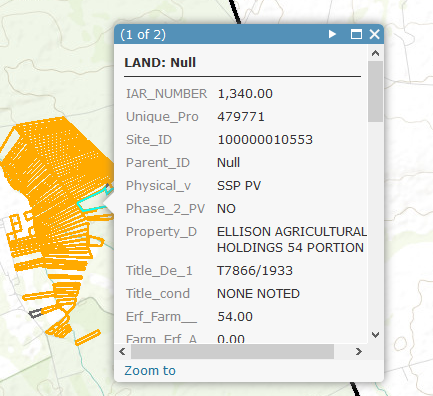 (1 of 2)
LAND: Null
IAR_NUMBER 1,340.00
Unique_Pro 479771
Site_ID 100000010553
Parent_ID Null
Physical_v SSP PV
Phase_2_PV NO
Property_D ELLISON AGRICULTURAL
HOLDINGS 54 PORTION
Title_De_1 T7866/1933
Title_cond NONE NOTED
Erf_Farm__ 54.00
Farm_Erf_A 0.00
Zoom to